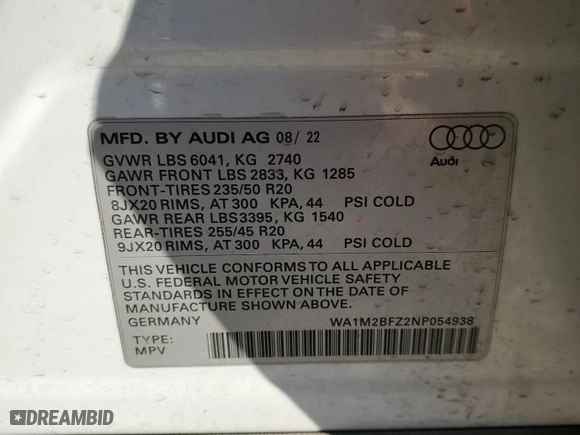 MFD. BY AUDI AG 08/ 22
GVWR LBS 6041, KG 2740
GAWR FRONT LBS 2833, KG 1285
FRONT-TIRES 235/50 R20
8JX20 RIMS, AT 300 KPA, 44 PSI COLD
GAWR REAR LBS3395, KG 1540
REAR-TIRES 255/45 R20
9JX20 RIMS, AT 300 KPA, 44 PSI COLD
Audi
THIS VEHICLE CONFORMS TO ALL APPLICABLE
U.S. FEDERAL MOTOR VEHICLE SAFETY
STANDARDS IN EFFECT ON THE DATE OF
MANUFACTURE SHOWN ABOVE.
GERMANY WA1M2BFZ2NP054938
TYPE:
MPV
DREAMBID